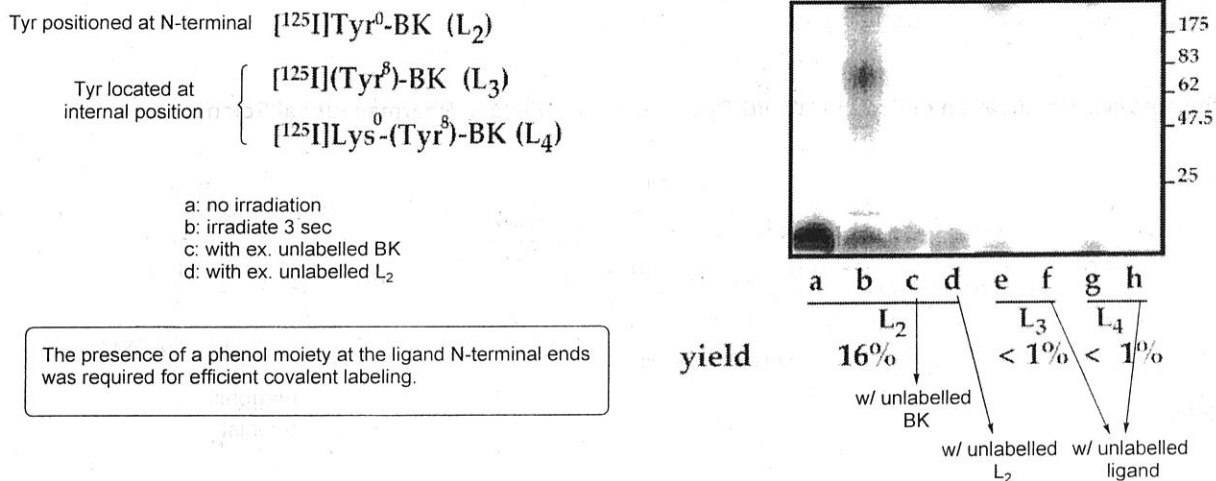 Tyr positioned at N-terminal [¹²⁵I]Tyr⁰-BK (L₂)
Tyr located at
internal position
[¹²⁵I](Tyr⁸)-BK (L₃)
[¹²⁵I]Lys⁰-(Tyr⁸)-BK (L₄)
a: no irradiation
b: irradiate 3 sec
c: with ex. unlabelled BK
d: with ex. unlabelled L₂
The presence of a phenol moiety at the ligand N-terminal ends
was required for efficient covalent labeling.
175
83
62
47.5
25
a b c d e f g h
L₂ L₃ L₄
yield 16% < 1% < 1%
w/ unlabelled
BK
w/ unlabelled
L₂
w/ unlabelled
ligand